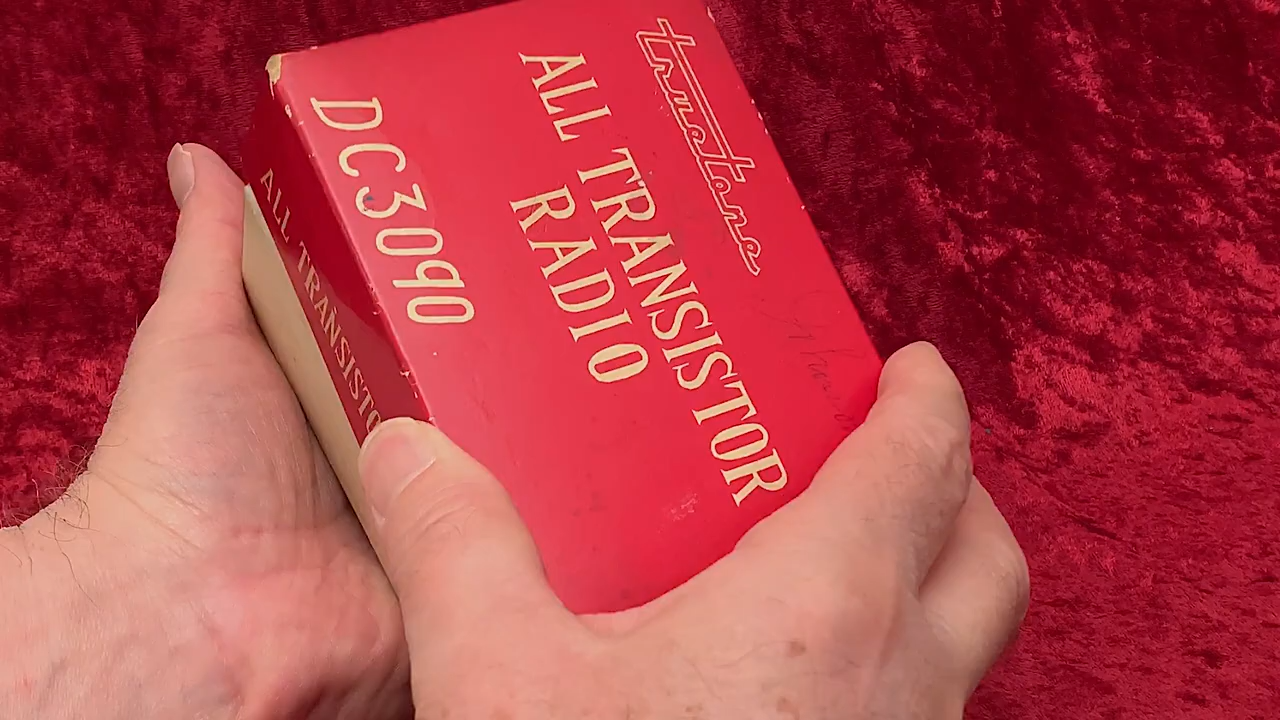 truetone
ALL TRANSISTOR
RADIO
DC3090
ALL TRANSISTO